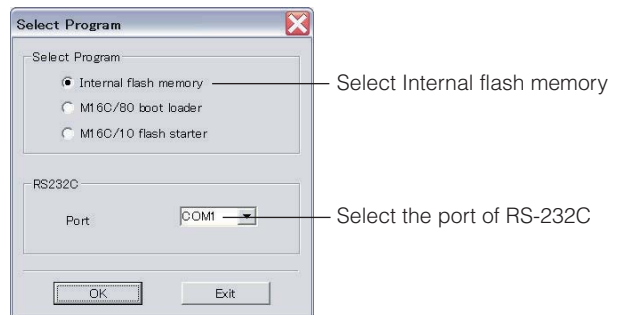 Select Program
Select Program
Internal flash memory
Select Internal flash memory
M16C/80 boot loader
M16C/10 flash starter
RS232C
Port
COM1
Select the port of RS-232C
OK
Exit